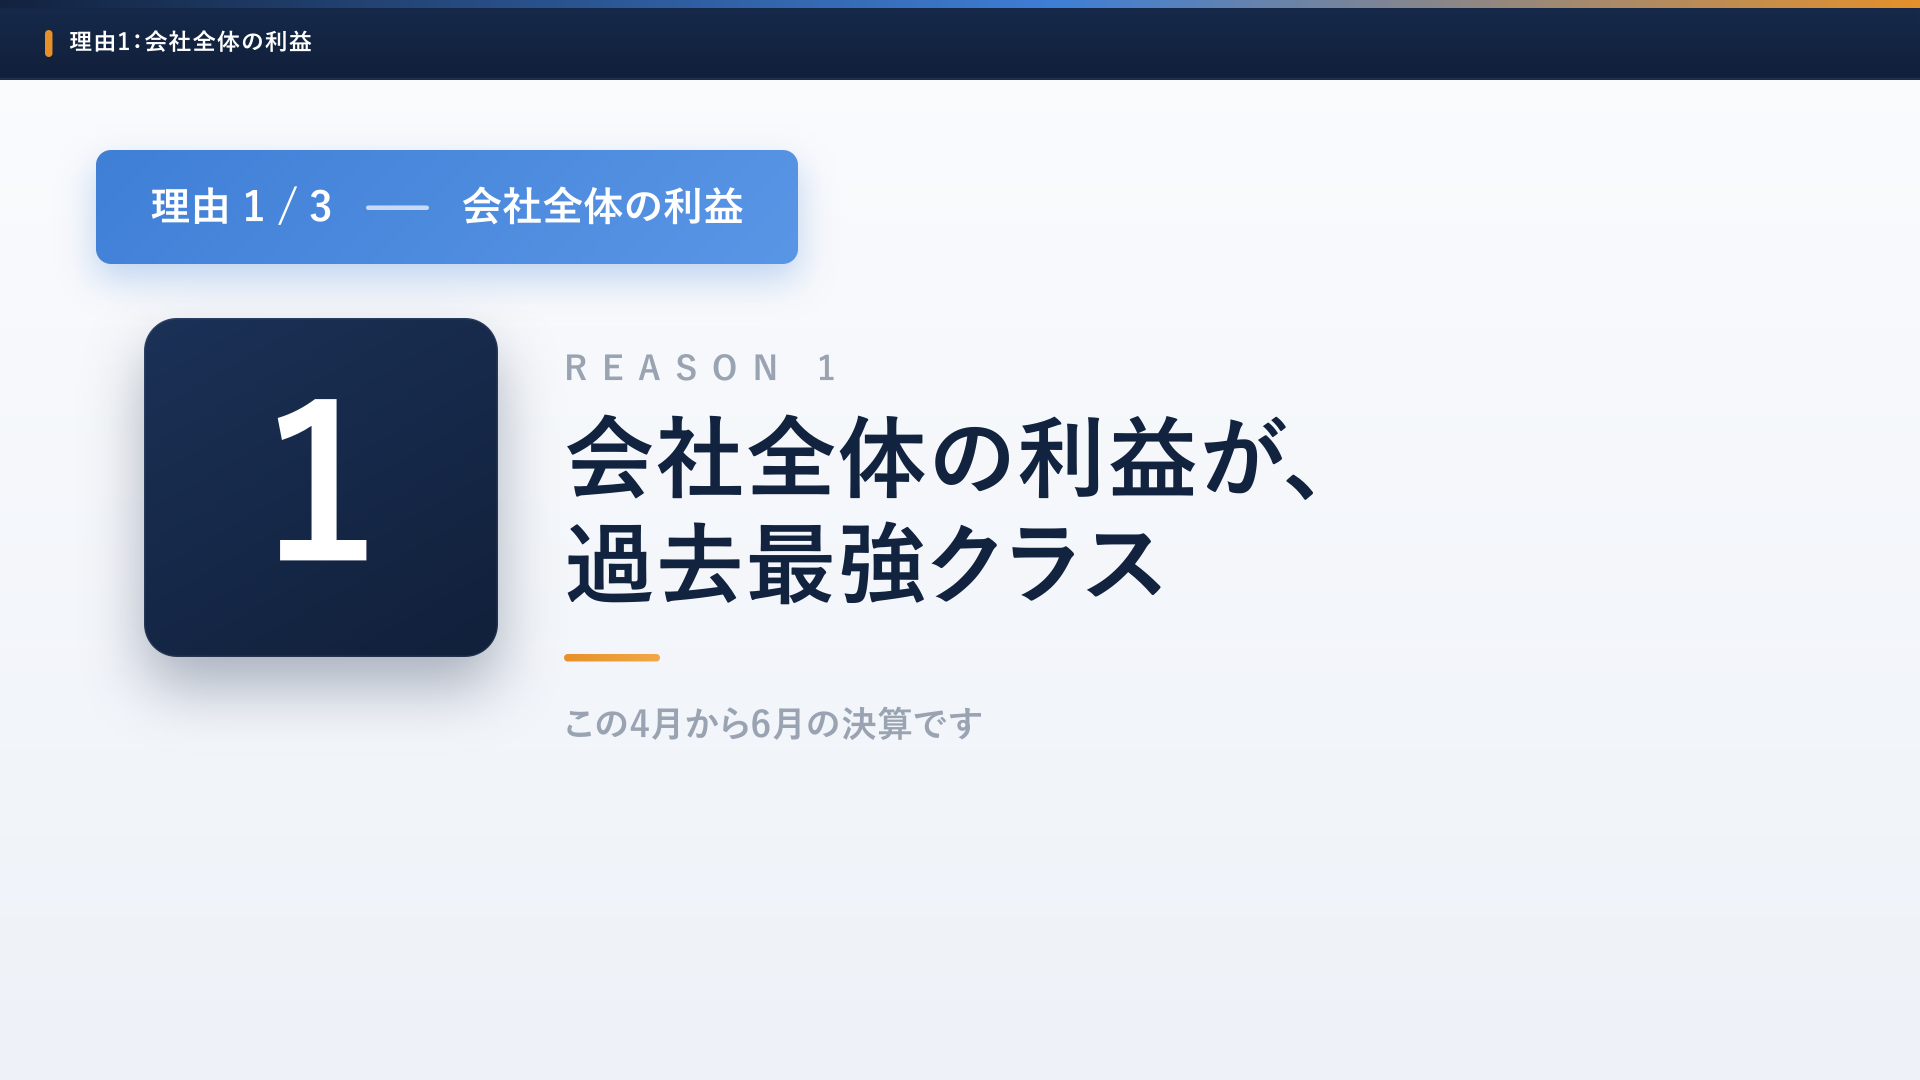 理由1：会社全体の利益
理由 1 / 3 — 会社全体の利益
1
REASON 1
会社全体の利益が、
過去最強クラス
この4月から6月の決算です